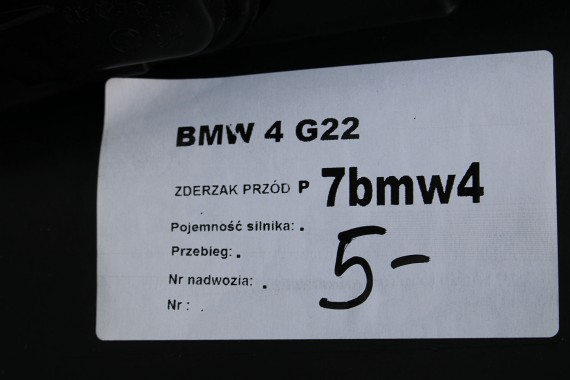 BMW 4 G22
ZDERZAK PRZÓD P 7bmw4
Pojemność silnika: .
Przebieg: .
Nr nadwozia: .
Nr : .
5-